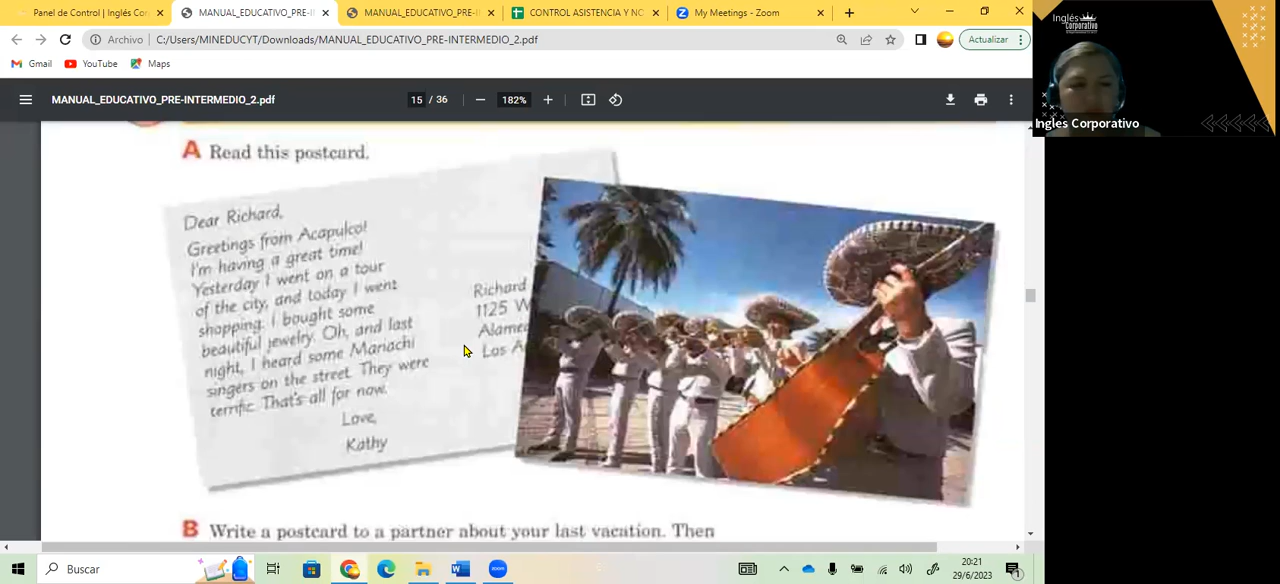 Panel de Control | Inglés Co
MANUAL_EDUCATIVO_PRE-I
MANUAL_EDUCATIVO_PRE-I
CONTROL ASISTENCIA Y NC
My Meetings - Zoom
Archivo
C:/Users/MINEDUCYT/Downloads/MANUAL_EDUCATIVO_PRE-INTERMEDIO_2.pdf
Actualizar
Gmail
YouTube
Maps
MANUAL_EDUCATIVO_PRE-INTERMEDIO_2.pdf
15 / 36
182%
Inglés
Corporativo
Ingles Corporativo
A Read this postcard.
Dear Richard,
Greetings from Acapulco!
I'm having a great time!
Yesterday I went on a tour
of the city, and today I went
shopping. I bought some
beautiful jewelry. Oh, and last
night, I heard some Mariachi
singers on the street. They were
terrific. That's all for now.
Love,
Kathy
Richard
1125 W
Alame
Los A
B Write a postcard to a partner about your last vacation. Then
Buscar
20:21
29/6/2023